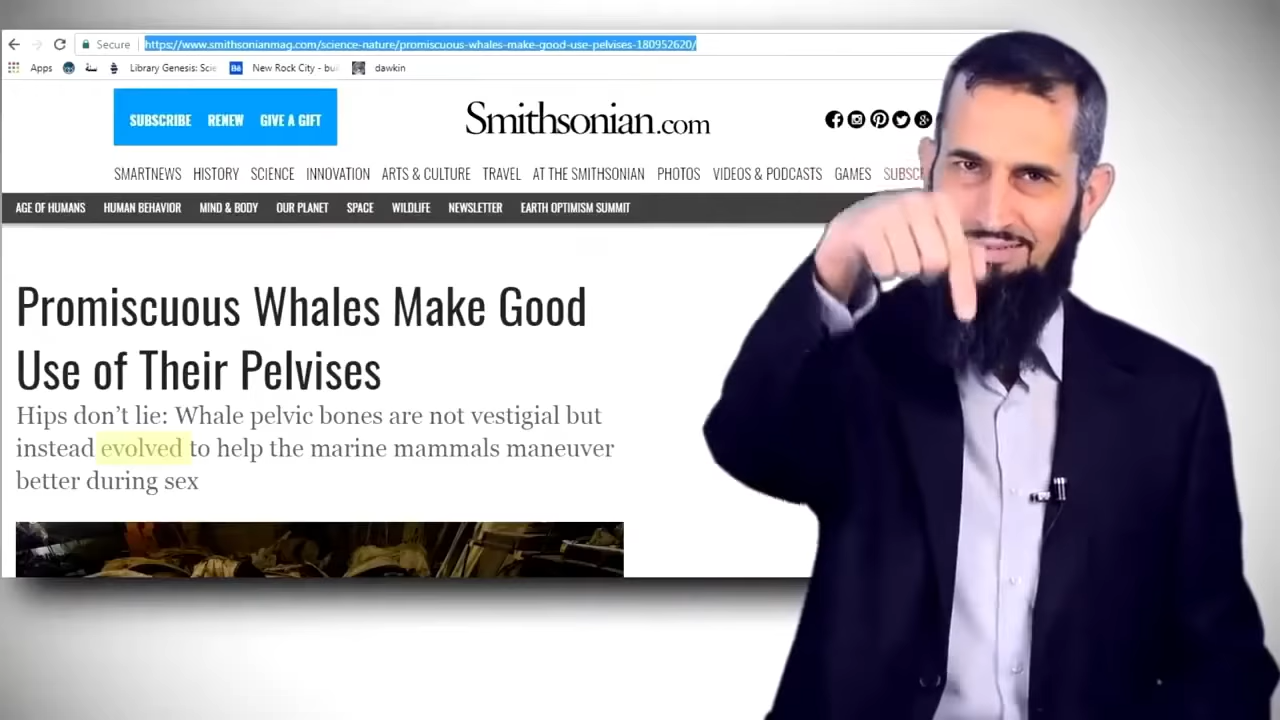 Secure
https://www.smithsonianmag.com/science-nature/promiscuous-whales-make-good-use-pelvises-180952620/
Apps
سنة
Library Genesis: Scie
Bē
New Rock City - bu
dawkin
SUBSCRIBE RENEW GIVE A GIFT
Smithsonian.com
SMARTNEWS HISTORY SCIENCE INNOVATION ARTS & CULTURE TRAVEL AT THE SMITHSONIAN PHOTOS VIDEOS & PODCASTS GAMES SUBSC
AGE OF HUMANS HUMAN BEHAVIOR MIND & BODY OUR PLANET SPACE WILDLIFE NEWSLETTER EARTH OPTIMISM SUMMIT
Promiscuous Whales Make Good
Use of Their Pelvises
Hips don’t lie: Whale pelvic bones are not vestigial but
instead evolved to help the marine mammals maneuver
better during sex